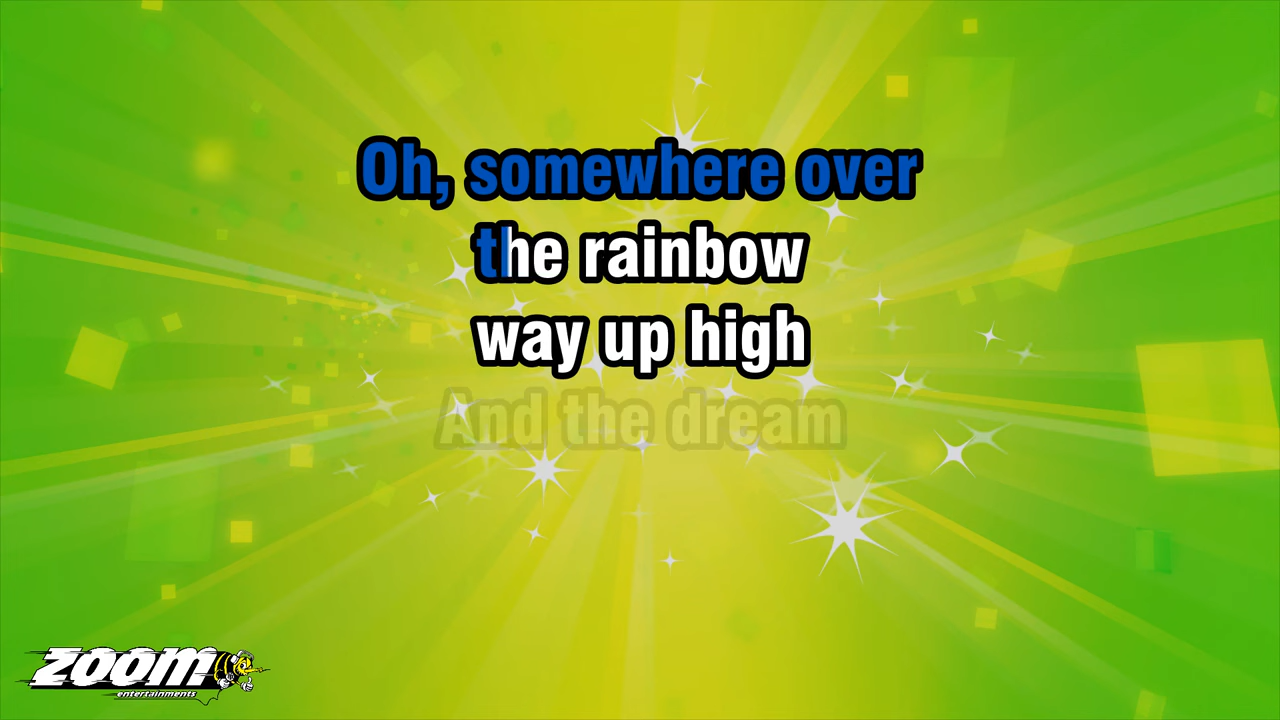 Oh, somewhere over
the rainbow
way up high
And the dream
zoom
entertainments